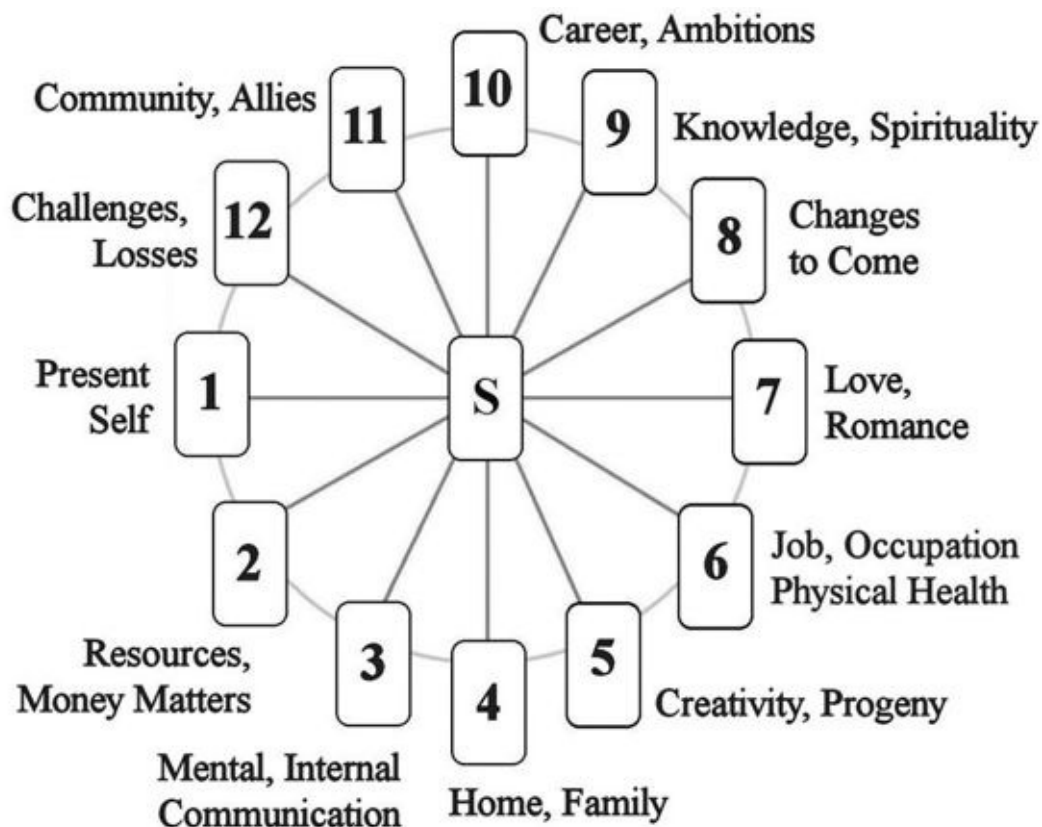 Career, Ambitions
10
Community, Allies
11
9
Knowledge, Spirituality
Challenges,
Losses
12
8
Changes
to Come
Present
Self
1
S
7
Love,
Romance
2
Resources,
Money Matters
6
Job, Occupation
Physical Health
3
Mental, Internal
Communication
4
Home, Family
5
Creativity, Progeny